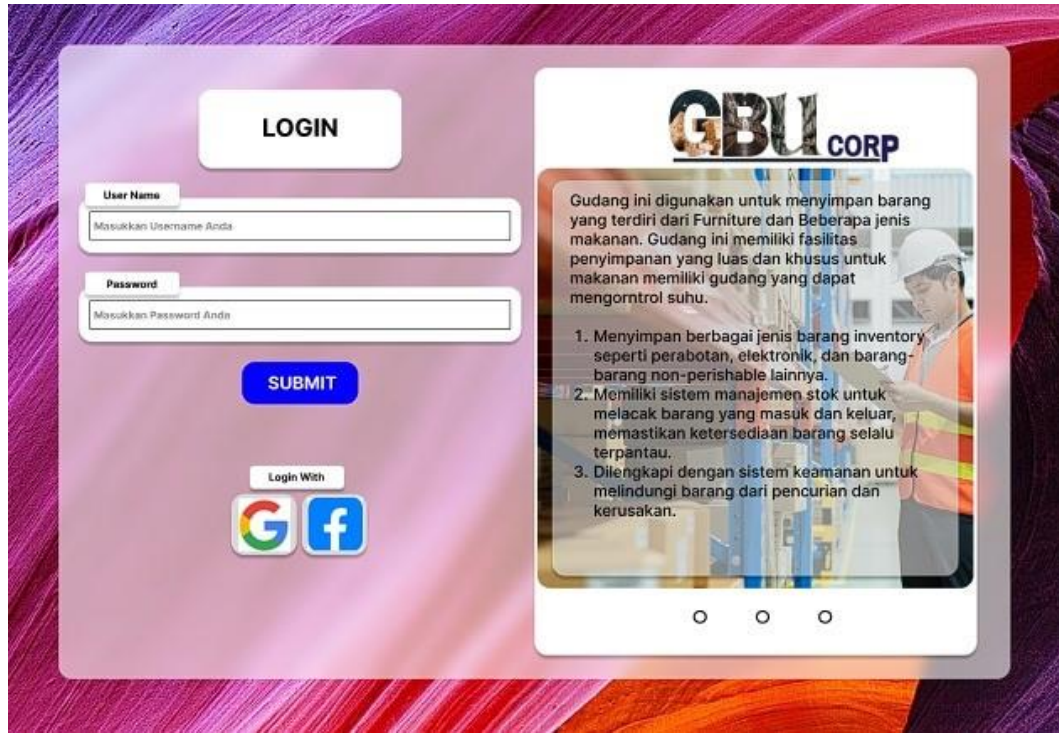 LOGIN
User Name
Masukkan Username Anda
Password
Masukkan Password Anda
SUBMIT
Login With
GBU CORP
Gudang ini digunakan untuk menyimpan barang
yang terdiri dari Furniture dan Beberapa jenis
makanan. Gudang ini memiliki fasilitas
penyimpanan yang luas dan khusus untuk
makanan memiliki gudang yang dapat
mengorntrol suhu.
1. Menyimpan berbagai jenis barang inventory
seperti perabotan, elektronik, dan barang-
barang non-perishable lainnya.
2. Memiliki sistem manajemen stok untuk
melacak barang yang masuk dan keluar,
memastikan ketersediaan barang selalu
terpantau.
3. Dilengkapi dengan sistem keamanan untuk
melindungi barang dari pencurian dan
kerusakan.